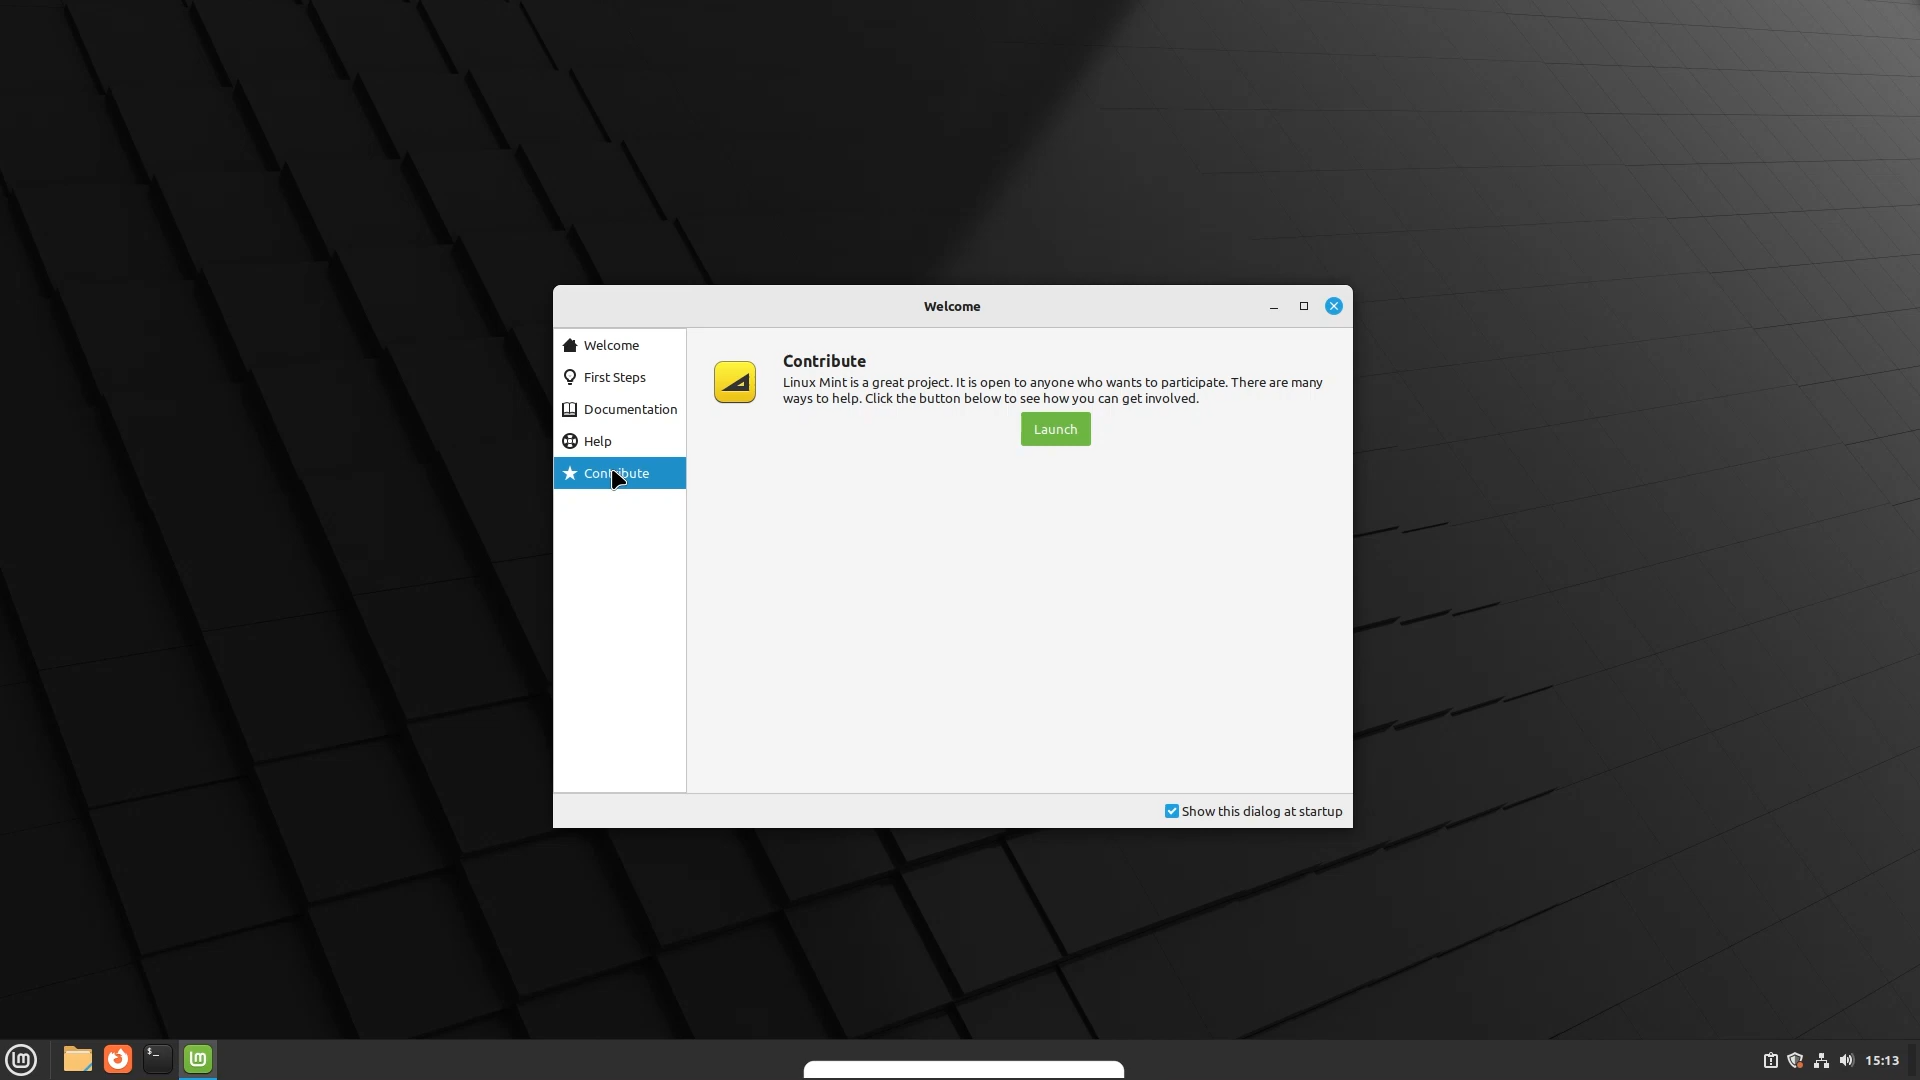 Welcome
Welcome
First Steps
Documentation
Help
Contribute
Contribute
Linux Mint is a great project. It is open to anyone who wants to participate. There are many
ways to help. Click the button below to see how you can get involved.
Launch
Show this dialog at startup
$_
15:13